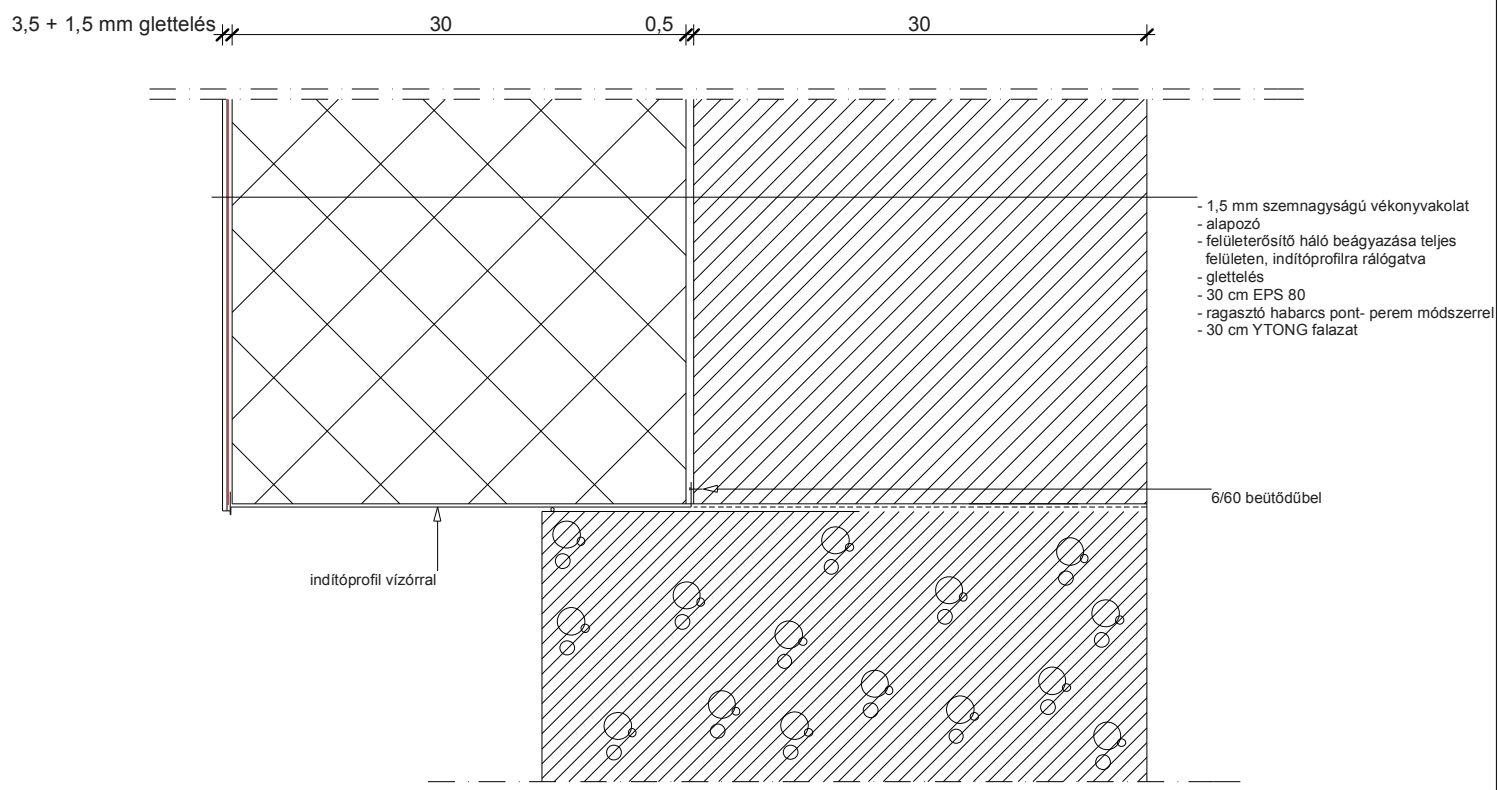 3,5 + 1,5 mm glettelés
30
0,5
30
- 1,5 mm szemnagyságú vékonyvakolat
- alapozó
- felületerősítő háló beágyazása teljes
felületen, indítóprofilra rálógatva
- glettelés
- 30 cm EPS 80
- ragasztó habarcs pont- perem módszerrel
- 30 cm YTONG falazat
6/60 beütődűbel
indítóprofil vízórral